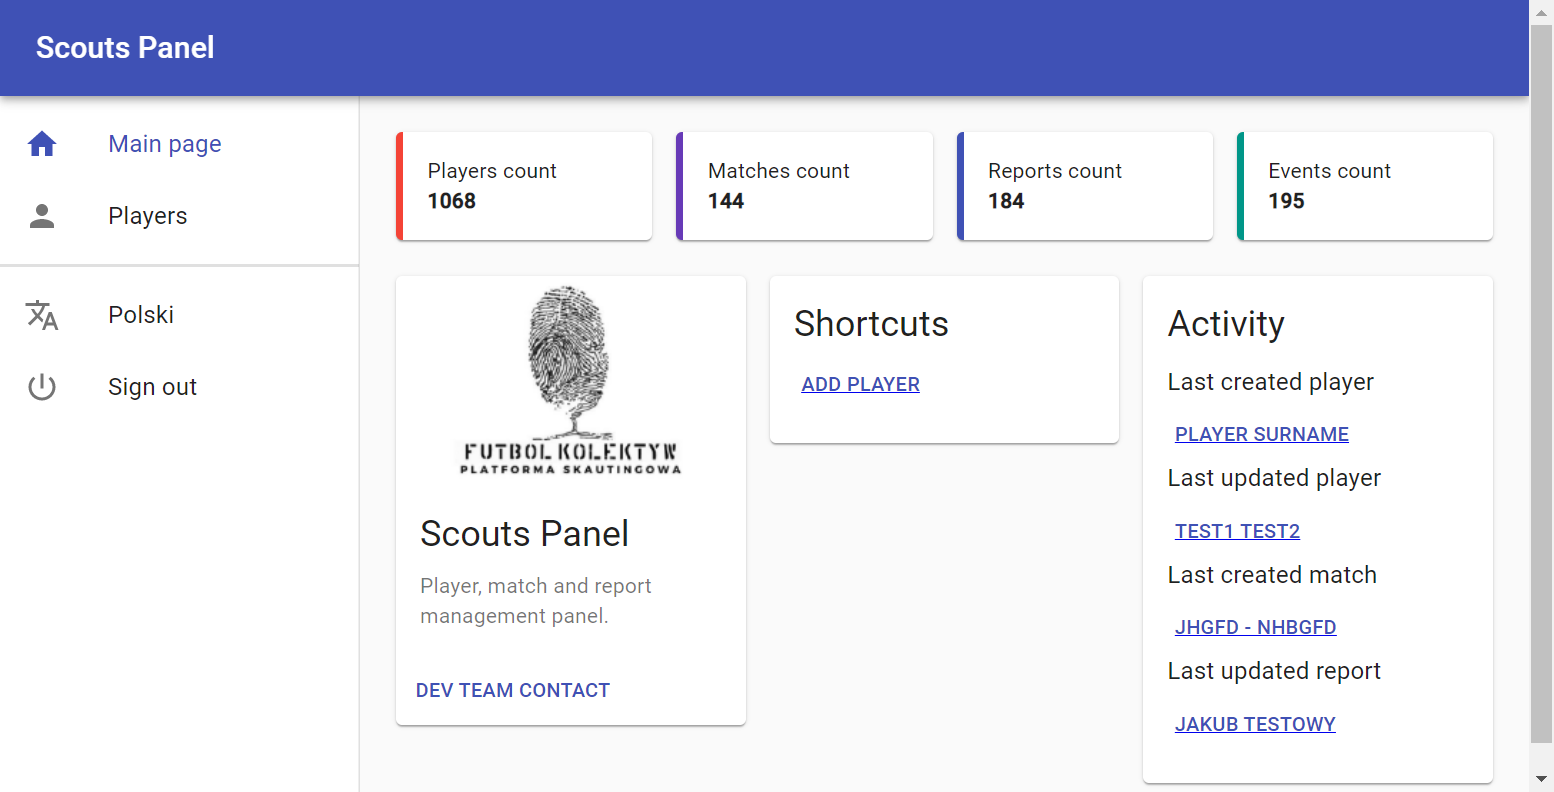 Scouts Panel
Main page
Players
Polski
Sign out
Players count
1068
Matches count
144
Reports count
184
Events count
195
FUTBOL KOLEKTYW
PLATFORMA SKAUTINGOWA
Scouts Panel
Player, match and report
management panel.
DEV TEAM CONTACT
Shortcuts
ADD PLAYER
Activity
Last created player
PLAYER SURNAME
Last updated player
TEST1 TEST2
Last created match
JHGFD - NHBGFD
Last updated report
JAKUB TESTOWY